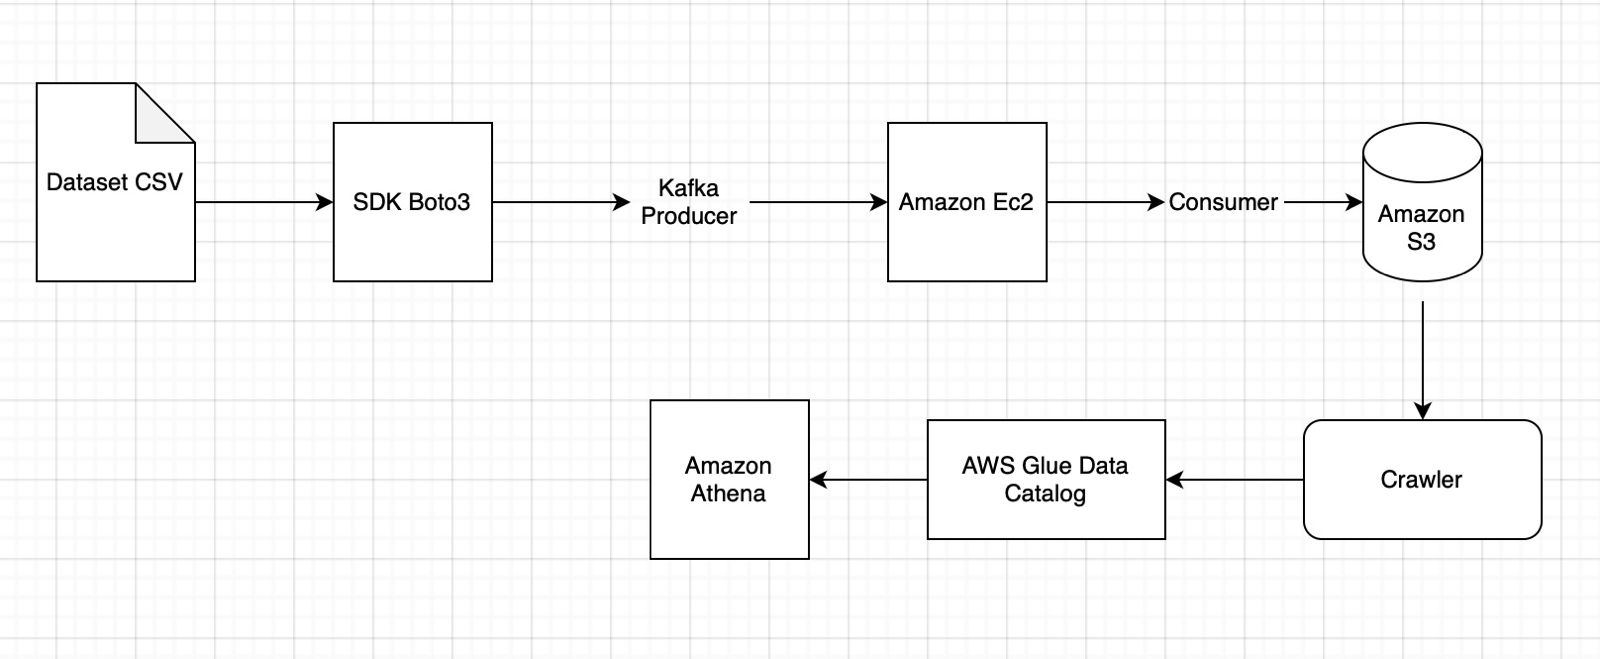 Dataset CSV
SDK Boto3
Kafka
Producer
Amazon Ec2
Consumer
Amazon
S3
Crawler
AWS Glue Data
Catalog
Amazon
Athena